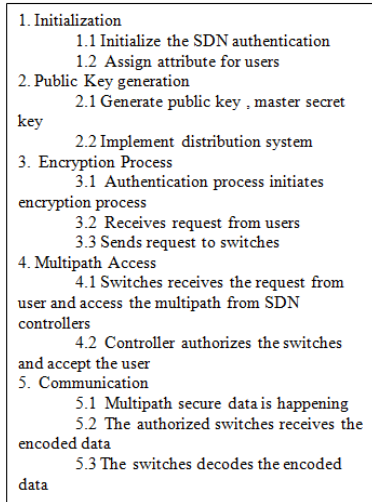 1. Initialization
1.1 Initialize the SDN authentication
1.2 Assign attribute for users
2. Public Key generation
2.1 Generate public key , master secret
key
2.2 Implement distribution system
3. Encryption Process
3.1 Authentication process initiates
encryption process
3.2 Receives request from users
3.3 Sends request to switches
4. Multipath Access
4.1 Switches receives the request from
user and access the multipath from SDN
controllers
4.2 Controller authorizes the switches
and accept the user
5. Communication
5.1 Multipath secure data is happening
5.2 The authorized switches receives the
encoded data
5.3 The switches decodes the encoded
data